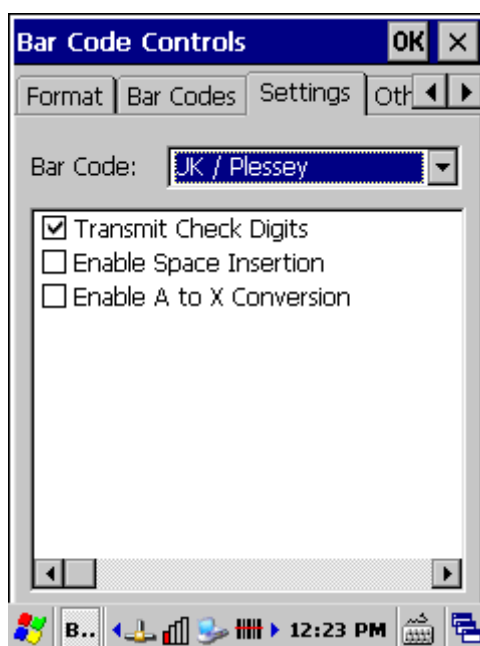 Bar Code Controls OK ×
Format Bar Codes Settings Oth
Bar Code: UK / Plessey
Transmit Check Digits
Enable Space Insertion
Enable A to X Conversion
B.. 12:23 PM